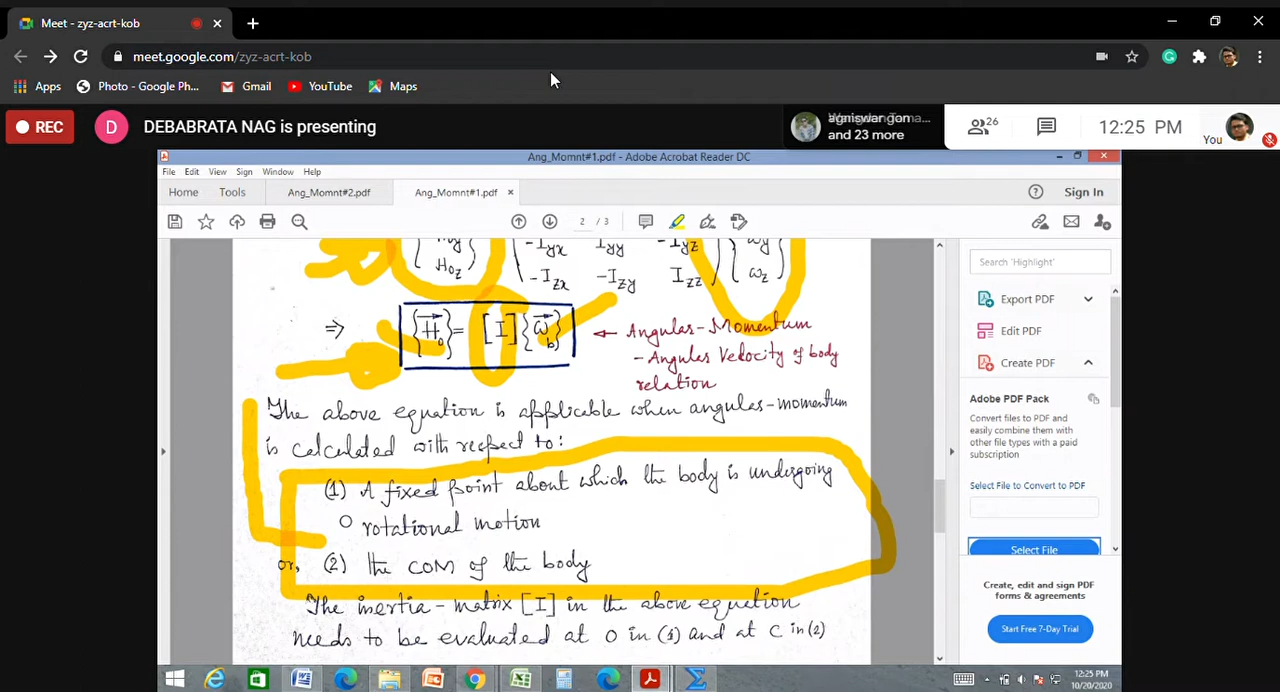 Meet - zyz-acrt-kob
meet.google.com/zyz-acrt-kob
Apps Photo - Google Ph... Gmail YouTube Maps
REC D DEBABRATA NAG is presenting
and 23 more
26 12:25 PM
You
Ang_Momnt#1.pdf - Adobe Acrobat Reader DC
File Edit View Sign Window Help
Home Tools Ang_Momnt#2.pdf Ang_Momnt#1.pdf × Sign In
2 / 3
-Iyx Iyy -Iyz ωy
Hoz -Izx -Izy Izz ωz
⇒ {H⃗o} = [I]{ω⃗b} ← Angular-Momentum
-Angular Velocity of body
relation
The above equation is applicable when angular-momentum
is calculated with respect to:
(1) A fixed point about which the body is undergoing
O rotational motion
or, (2) the COM of the body
The inertia-matrix [I] in the above equation
needs to be evaluated at O in (1) and at C in (2)
Search 'Highlight'
Export PDF
Edit PDF
Create PDF
Adobe PDF Pack
Convert files to PDF and
easily combine them with
other file types with a paid
subscription
Select File to Convert to PDF
Select File
Create, edit and sign PDF
forms & agreements
Start Free 7-Day Trial
12:25 PM
10/20/2020